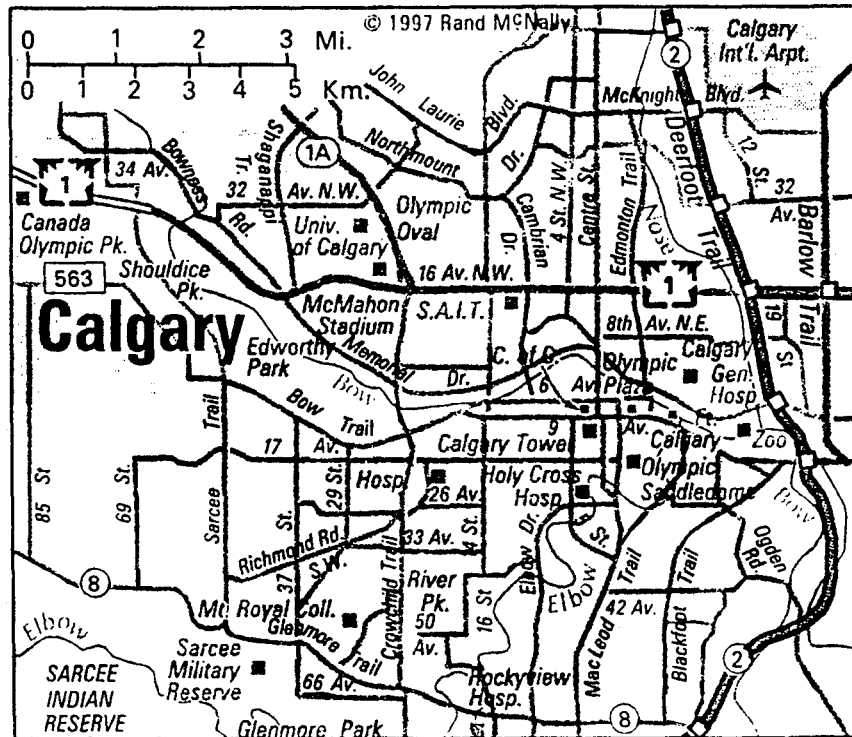 © 1997 Rand McNally
0 1 2 3 Mi.
0 2 4 5 Km.
Calgary
Int'l. Arpt.
2
John
Laurie
Blvd.
McKnight Blvd.
Shaganappi
Tr.
1A
Northmount
Dr.
Deerfoot
Trail
12
St.
34 Av.
Bowness
Rd.
1
32 Av. N.W.
Olympic
Oval
Cambrian
Dr.
4 St. N.W.
Centre St.
Edmonton Trail
Nose
32
Av.
Barlow
Trail
Canada
Olympic Pk.
Univ.
of Calgary
563
Shouldice
Pk.
16 Av. N.W.
1
Calgary
McMahon
Stadium
S.A.I.T.
8th Av. N.E.
19
St
Edworthy
Park
Memorial
Dr.
C. of C.
Olympic
Plaza
Calgary
Gen.
Hosp
Bow
6 Av.
Bow
Trail
9 Av.
Ft.
Zoo
17 Av.
Calgary Tower
Calgary
Olympic
Saddledome
85 St
69 St.
Sarcee
Trail
29 St.
Hosp
Holy Cross
Hosp.
26 Av.
Bow
37 St.
S.W.
Richmond Rd.
33 Av.
4 St.
Elbow Dr.
St.
Ogden
Rd.
8
Crowchild Trail
River
Pk.
Elbow
MacLeod Trail
Blackfoot
Trail
42 Av.
Mt. Royal Coll.
50
Av.
16 St
Elbow
Glenmore Trail
Sarcee
Military
Reserve
2
SARCEE
INDIAN
RESERVE
66 Av.
Rockyview
Hosp.
8
Glenmore Park